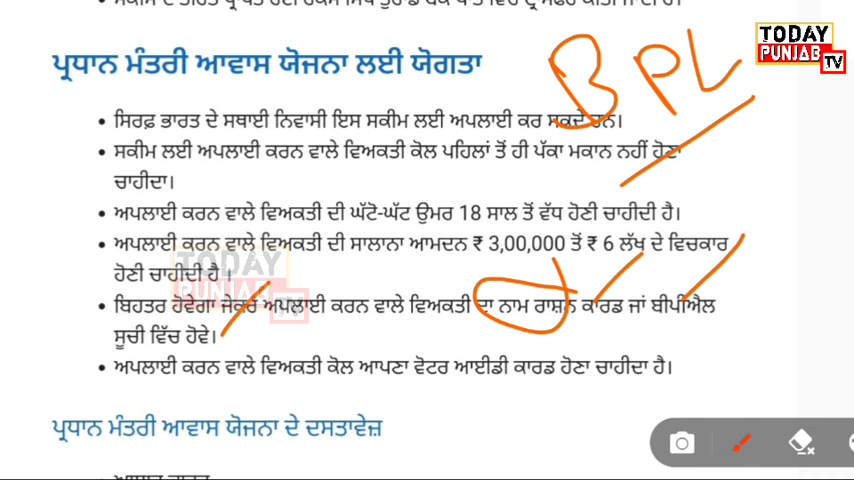 TODAY
PUNJAB TV
ਪ੍ਰਧਾਨ ਮੰਤਰੀ ਆਵਾਸ ਯੋਜਨਾ ਲਈ ਯੋਗਤਾ
BPL
ਸਿਰਫ਼ ਭਾਰਤ ਦੇ ਸਥਾਈ ਨਿਵਾਸੀ ਇਸ ਸਕੀਮ ਲਈ ਅਪਲਾਈ ਕਰ ਸਕਦੇ ਹਨ।
ਸਕੀਮ ਲਈ ਅਪਲਾਈ ਕਰਨ ਵਾਲੇ ਵਿਅਕਤੀ ਕੋਲ ਪਹਿਲਾਂ ਤੋਂ ਹੀ ਪੱਕਾ ਮਕਾਨ ਨਹੀਂ ਹੋਣਾ
ਚਾਹੀਦਾ।
ਅਪਲਾਈ ਕਰਨ ਵਾਲੇ ਵਿਅਕਤੀ ਦੀ ਘੱਟੋ-ਘੱਟ ਉਮਰ 18 ਸਾਲ ਤੋਂ ਵੱਧ ਹੋਣੀ ਚਾਹੀਦੀ ਹੈ।
ਅਪਲਾਈ ਕਰਨ ਵਾਲੇ ਵਿਅਕਤੀ ਦੀ ਸਾਲਾਨਾ ਆਮਦਨ ₹ 3,00,000 ਤੋਂ ₹ 6 ਲੱਖ ਦੇ ਵਿਚਕਾਰ
ਹੋਣੀ ਚਾਹੀਦੀ ਹੈ ।
TODAY
PUNJAB TV
ਬਿਹਤਰ ਹੋਵੇਗਾ ਜੇਕਰ ਅਪਲਾਈ ਕਰਨ ਵਾਲੇ ਵਿਅਕਤੀ ਦਾ ਨਾਮ ਰਾਸ਼ਨ ਕਾਰਡ ਜਾਂ ਬੀਪੀਐਲ
ਸੂਚੀ ਵਿੱਚ ਹੋਵੇ।
ਅਪਲਾਈ ਕਰਨ ਵਾਲੇ ਵਿਅਕਤੀ ਕੋਲ ਆਪਣਾ ਵੋਟਰ ਆਈਡੀ ਕਾਰਡ ਹੋਣਾ ਚਾਹੀਦਾ ਹੈ।
ਪ੍ਰਧਾਨ ਮੰਤਰੀ ਆਵਾਸ ਯੋਜਨਾ ਦੇ ਦਸਤਾਵੇਜ਼